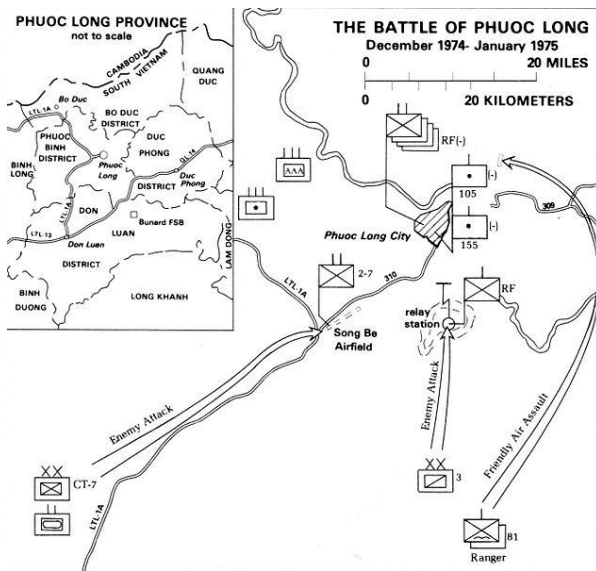 PHUOC LONG PROVINCE
not to scale
CAMBODIA
SOUTH VIETNAM
QUANG
DUC
LTL-1A
Bo Duc
BO DUC
DISTRICT
PHUOC
BINH
DISTRICT
DUC
PHONG
QL-14
BINH
LONG
Phuoc
Long
Duc
Phong
DISTRICT
LTL-1A
DON
LUAN
Bunard FSB
LTL-13
Don Luan
DISTRICT
LAM DONG
BINH
DUONG
LONG KHANH
THE BATTLE OF PHUOC LONG
December 1974- January 1975
0 20 MILES
0 20 KILOMETERS
RF(-)
AAA
(-)
105
309
Phuoc Long City
(-)
155
2-7
310
LTL-1A
RF
relay
station
Song Be
Airfield
Enemy Attack
Enemy Attack
Friendly Air Assault
CT-7
3
LTL-1A
81
Ranger